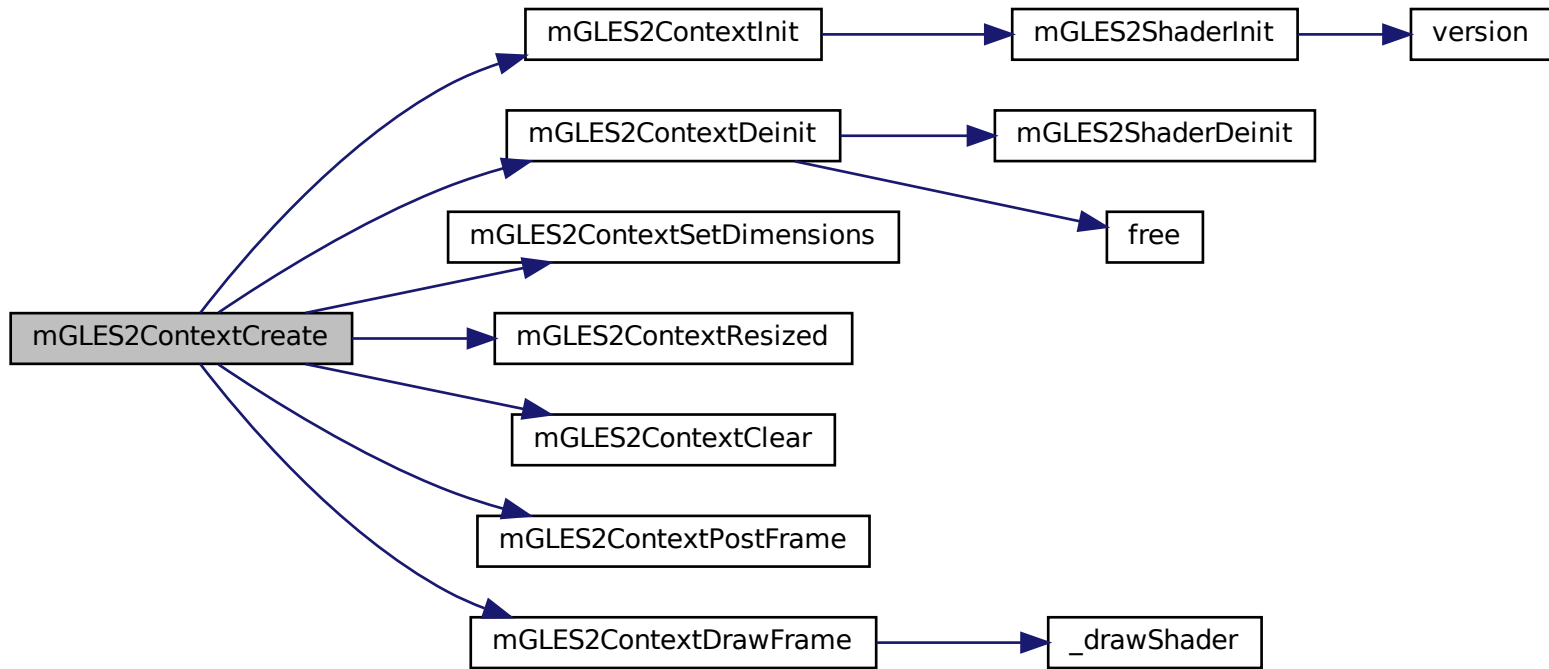 mGLES2ContextInit
mGLES2ShaderInit
version
mGLES2ContextDeinit
mGLES2ShaderDeinit
mGLES2ContextSetDimensions
free
mGLES2ContextCreate
mGLES2ContextResized
mGLES2ContextClear
mGLES2ContextPostFrame
mGLES2ContextDrawFrame
_drawShader